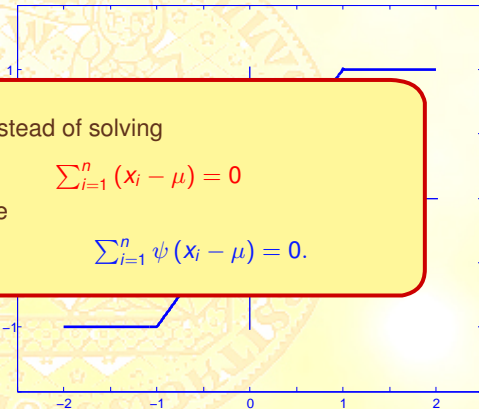 1
stead of solving
∑ⁿᵢ₌₁ (xᵢ − μ) = 0
e
∑ⁿᵢ₌₁ ψ (xᵢ − μ) = 0.
−1
−2 −1 0 1 2